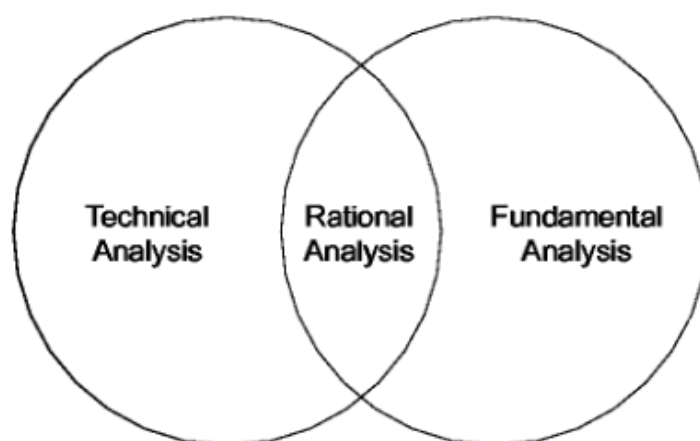 Technical
Analysis
Rational
Analysis
Fundamental
Analysis